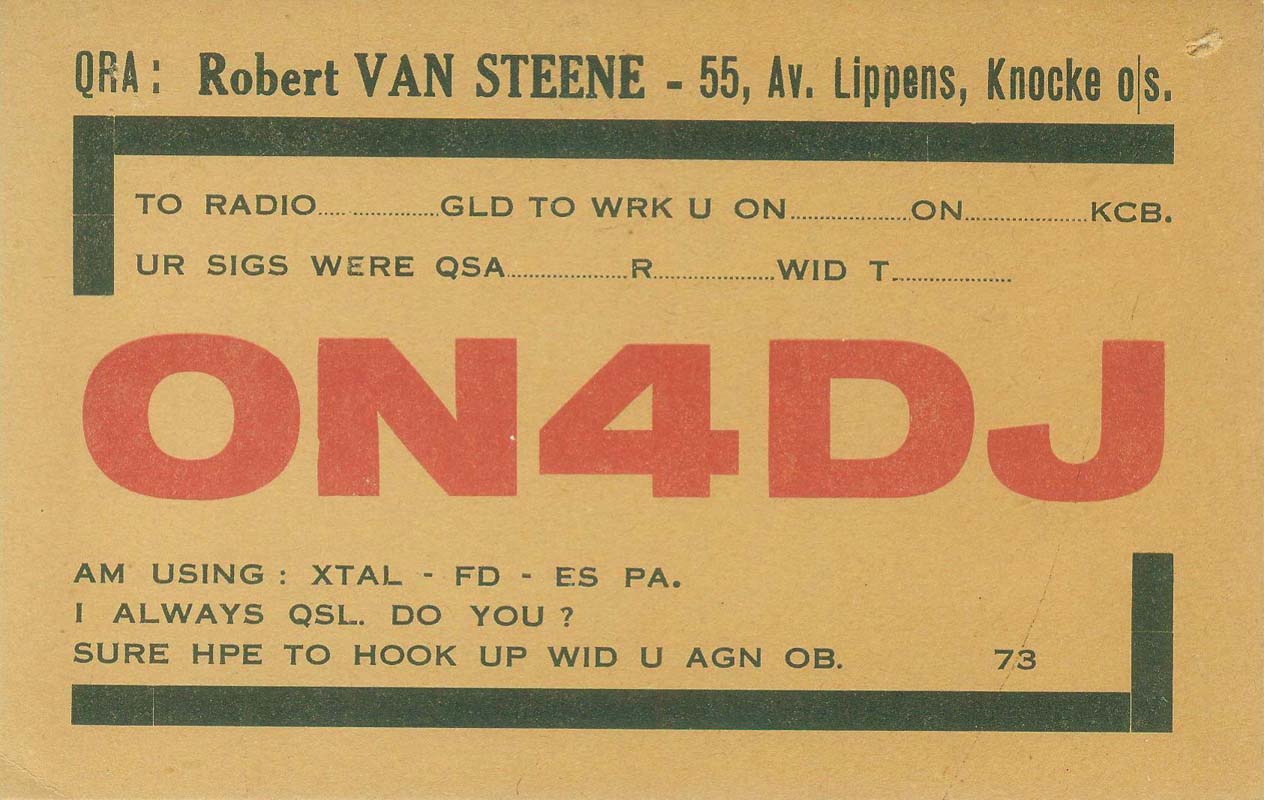 QRA : Robert VAN STEENE - 55, Av. Lippens, Knocke o|s.
TO RADIO..................GLD TO WRK U ON..................ON..................KCB.
UR SIGS WERE QSA..................R..................WID T..................
ON4DJ
AM USING : XTAL - FD - ES PA.
I ALWAYS QSL. DO YOU ?
SURE HPE TO HOOK UP WID U AGN OB. 73